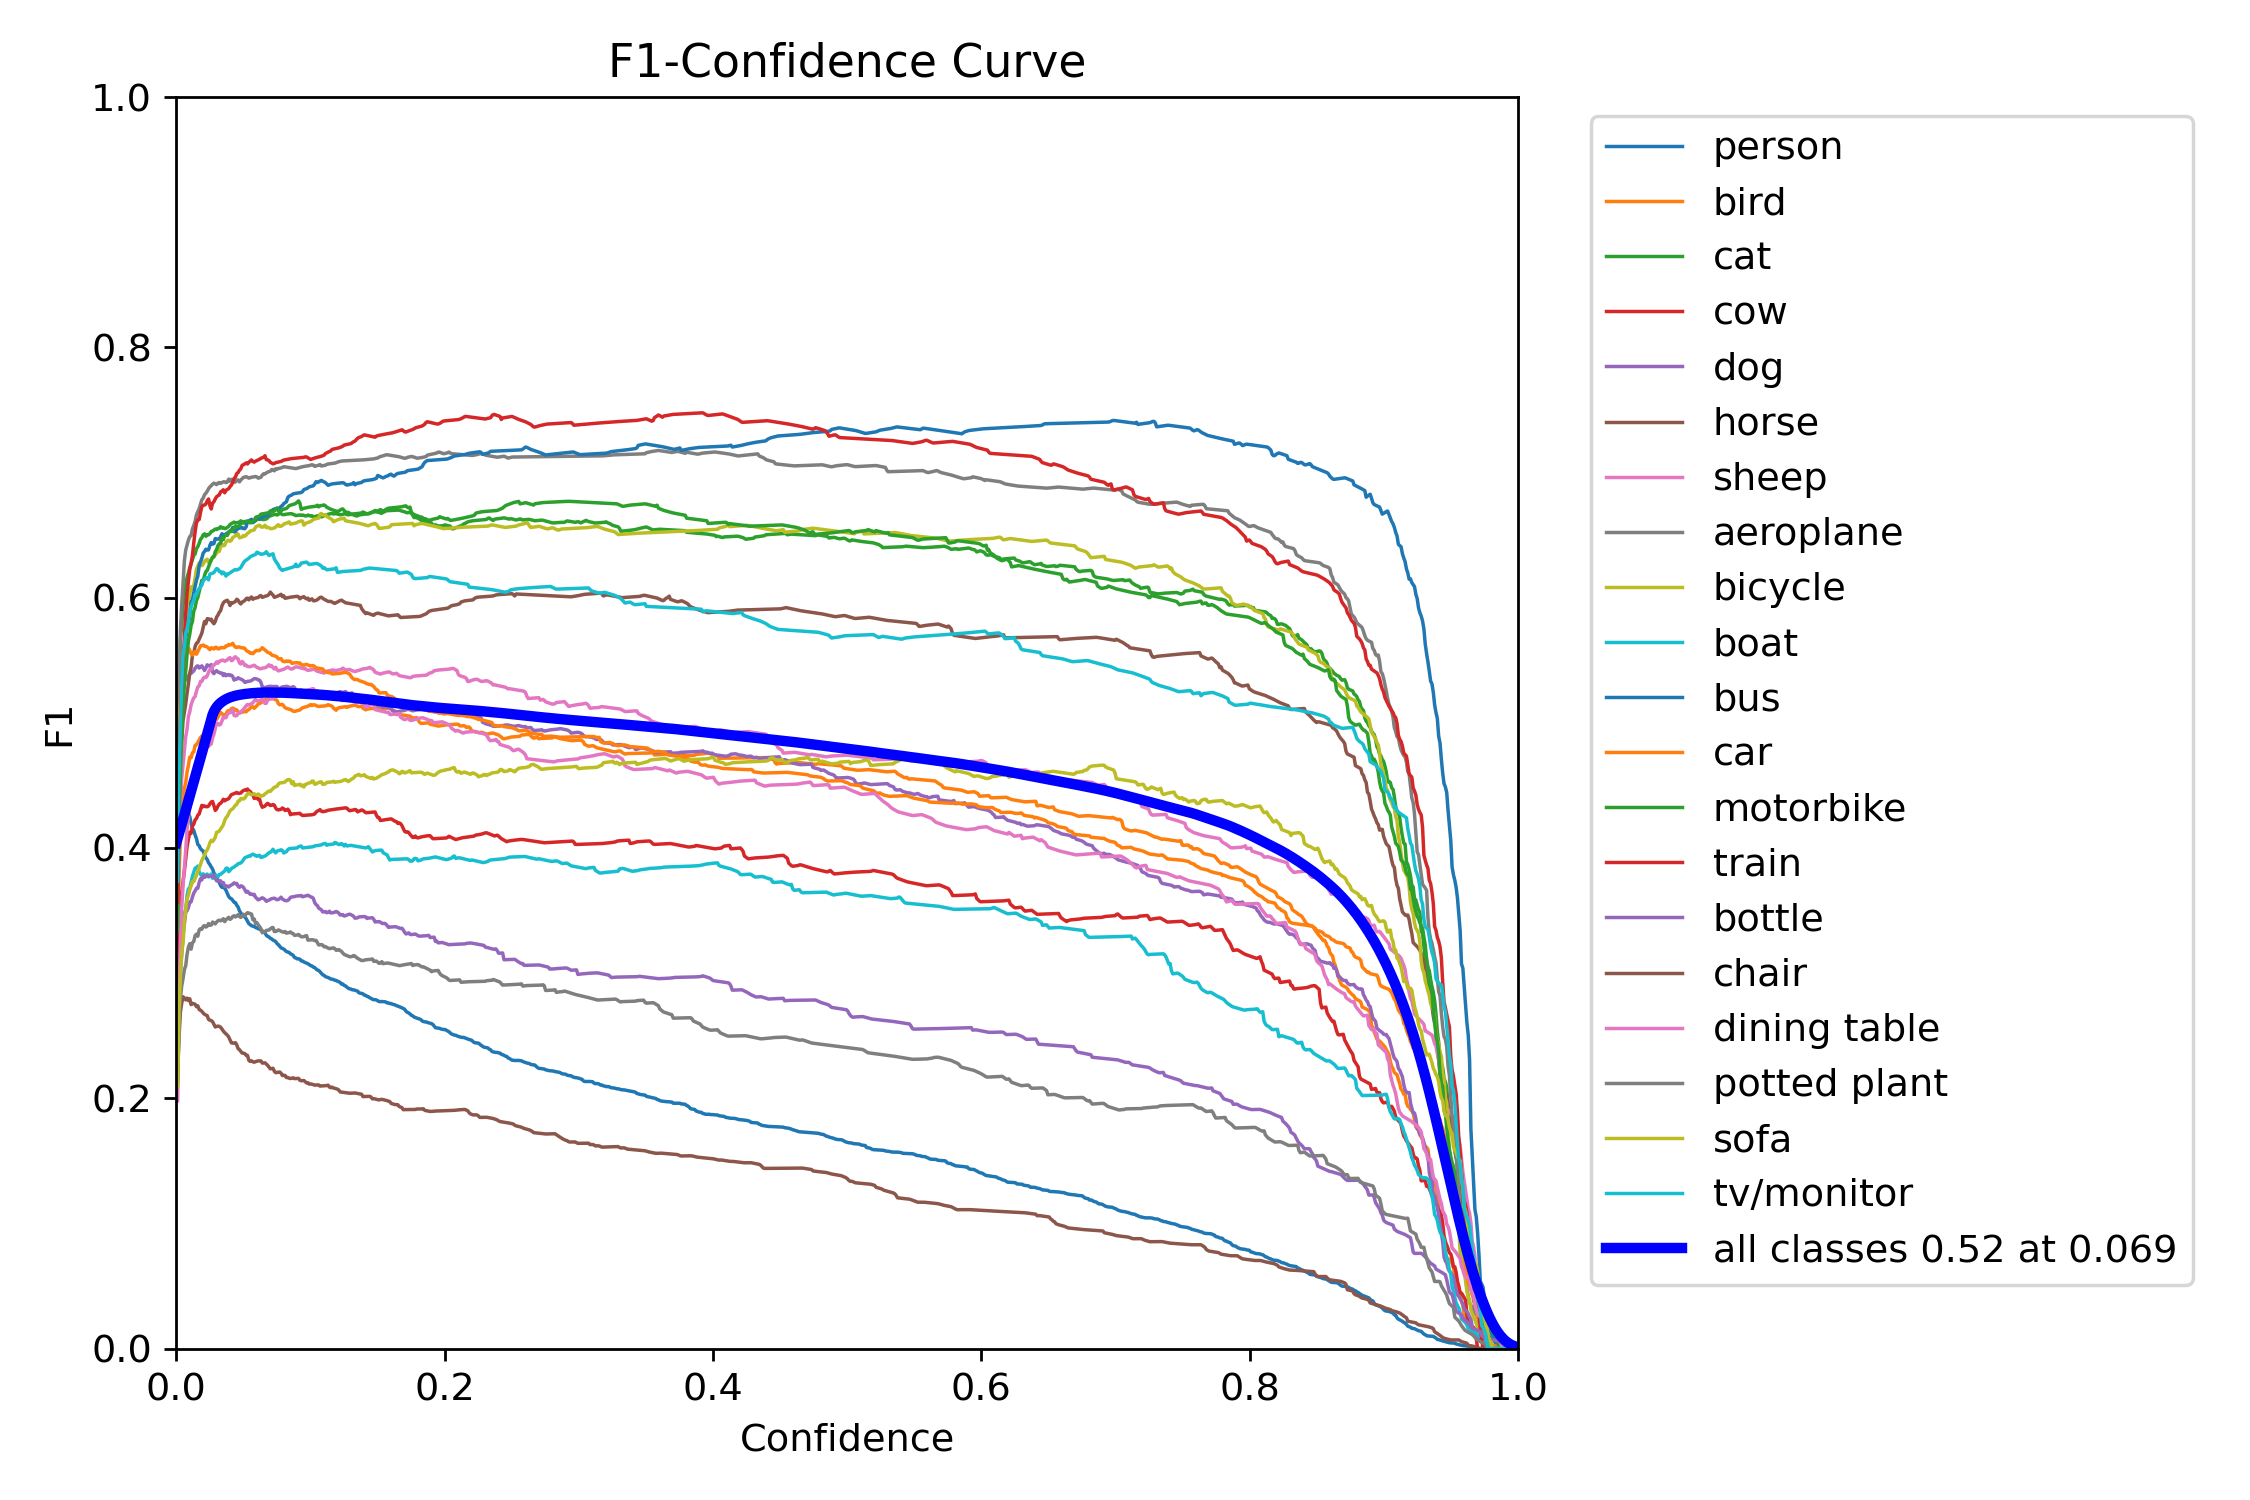 F1-Confidence Curve
1.0
0.8
0.6
0.4
0.2
0.0
F1
0.0 0.2 0.4 0.6 0.8 1.0
Confidence
person
bird
cat
cow
dog
horse
sheep
aeroplane
bicycle
boat
bus
car
motorbike
train
bottle
chair
dining table
potted plant
sofa
tv/monitor
all classes 0.52 at 0.069